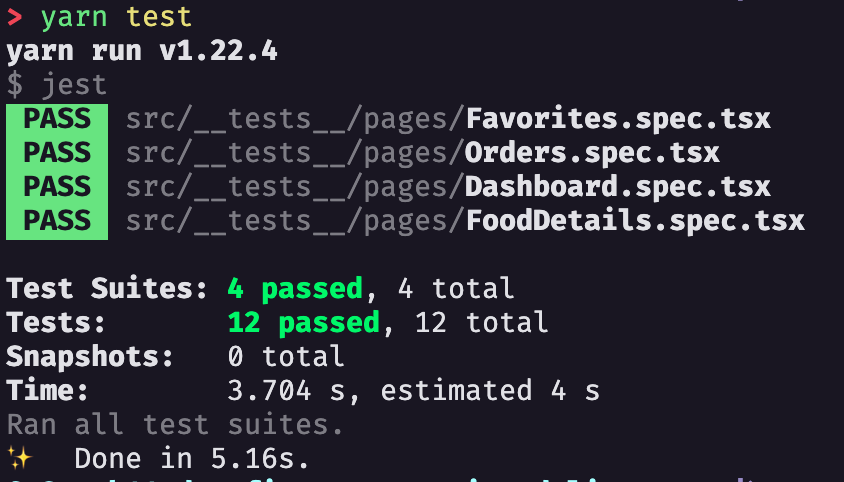 > yarn test
yarn run v1.22.4
$ jest
PASS src/__tests__/pages/Favorites.spec.tsx
PASS src/__tests__/pages/Orders.spec.tsx
PASS src/__tests__/pages/Dashboard.spec.tsx
PASS src/__tests__/pages/FoodDetails.spec.tsx
Test Suites: 4 passed, 4 total
Tests: 12 passed, 12 total
Snapshots: 0 total
Time: 3.704 s, estimated 4 s
Ran all test suites.
✨ Done in 5.16s.